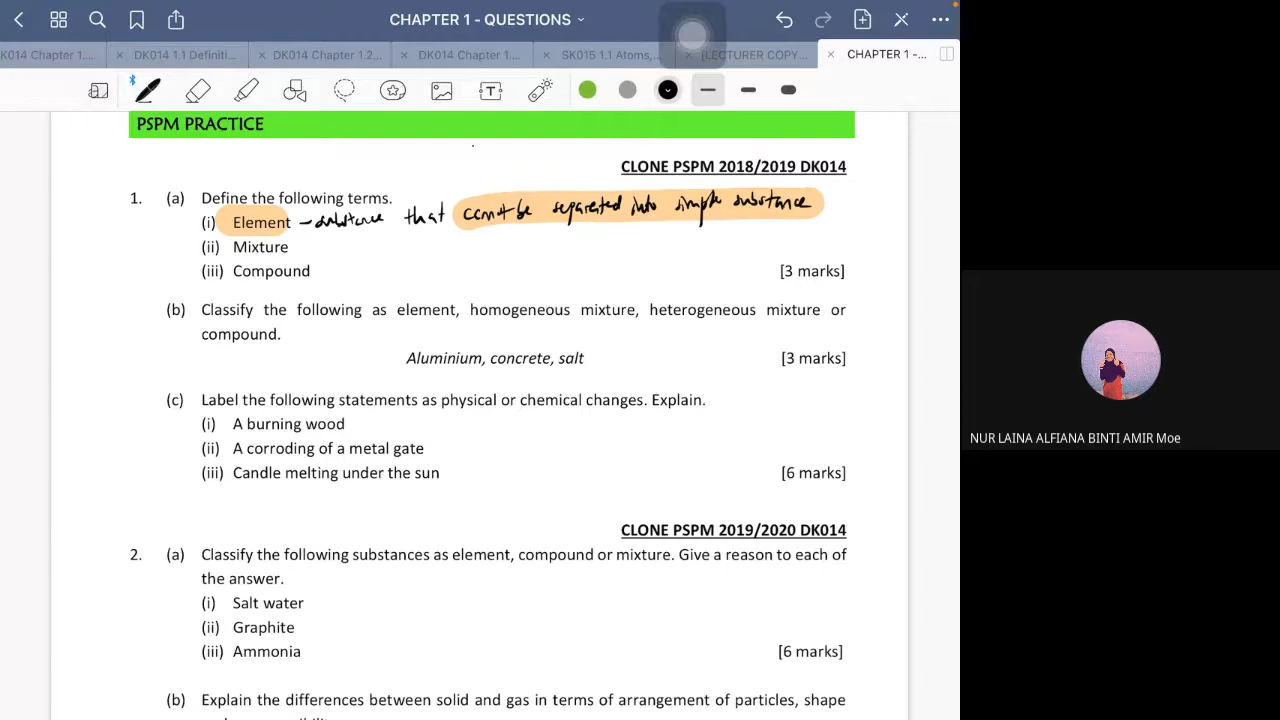 CHAPTER 1 - QUESTIONS
K014 Chapter 1....
DK014 1.1 Definiti...
DK014 Chapter 1.2...
DK014 Chapter 1....
SK015 1.1 Atoms,...
[LECTURER COPY...
CHAPTER 1 -...
PSPM PRACTICE
CLONE PSPM 2018/2019 DK014
1. (a) Define the following terms.
(i) Element – substance that cannot be separated into simple substance
(ii) Mixture
(iii) Compound [3 marks]
(b) Classify the following as element, homogeneous mixture, heterogeneous mixture or
compound.
Aluminium, concrete, salt [3 marks]
(c) Label the following statements as physical or chemical changes. Explain.
(i) A burning wood
(ii) A corroding of a metal gate
(iii) Candle melting under the sun [6 marks]
CLONE PSPM 2019/2020 DK014
2. (a) Classify the following substances as element, compound or mixture. Give a reason to each of
the answer.
(i) Salt water
(ii) Graphite
(iii) Ammonia [6 marks]
(b) Explain the differences between solid and gas in terms of arrangement of particles, shape
NUR LAINA ALFIANA BINTI AMIR Moe